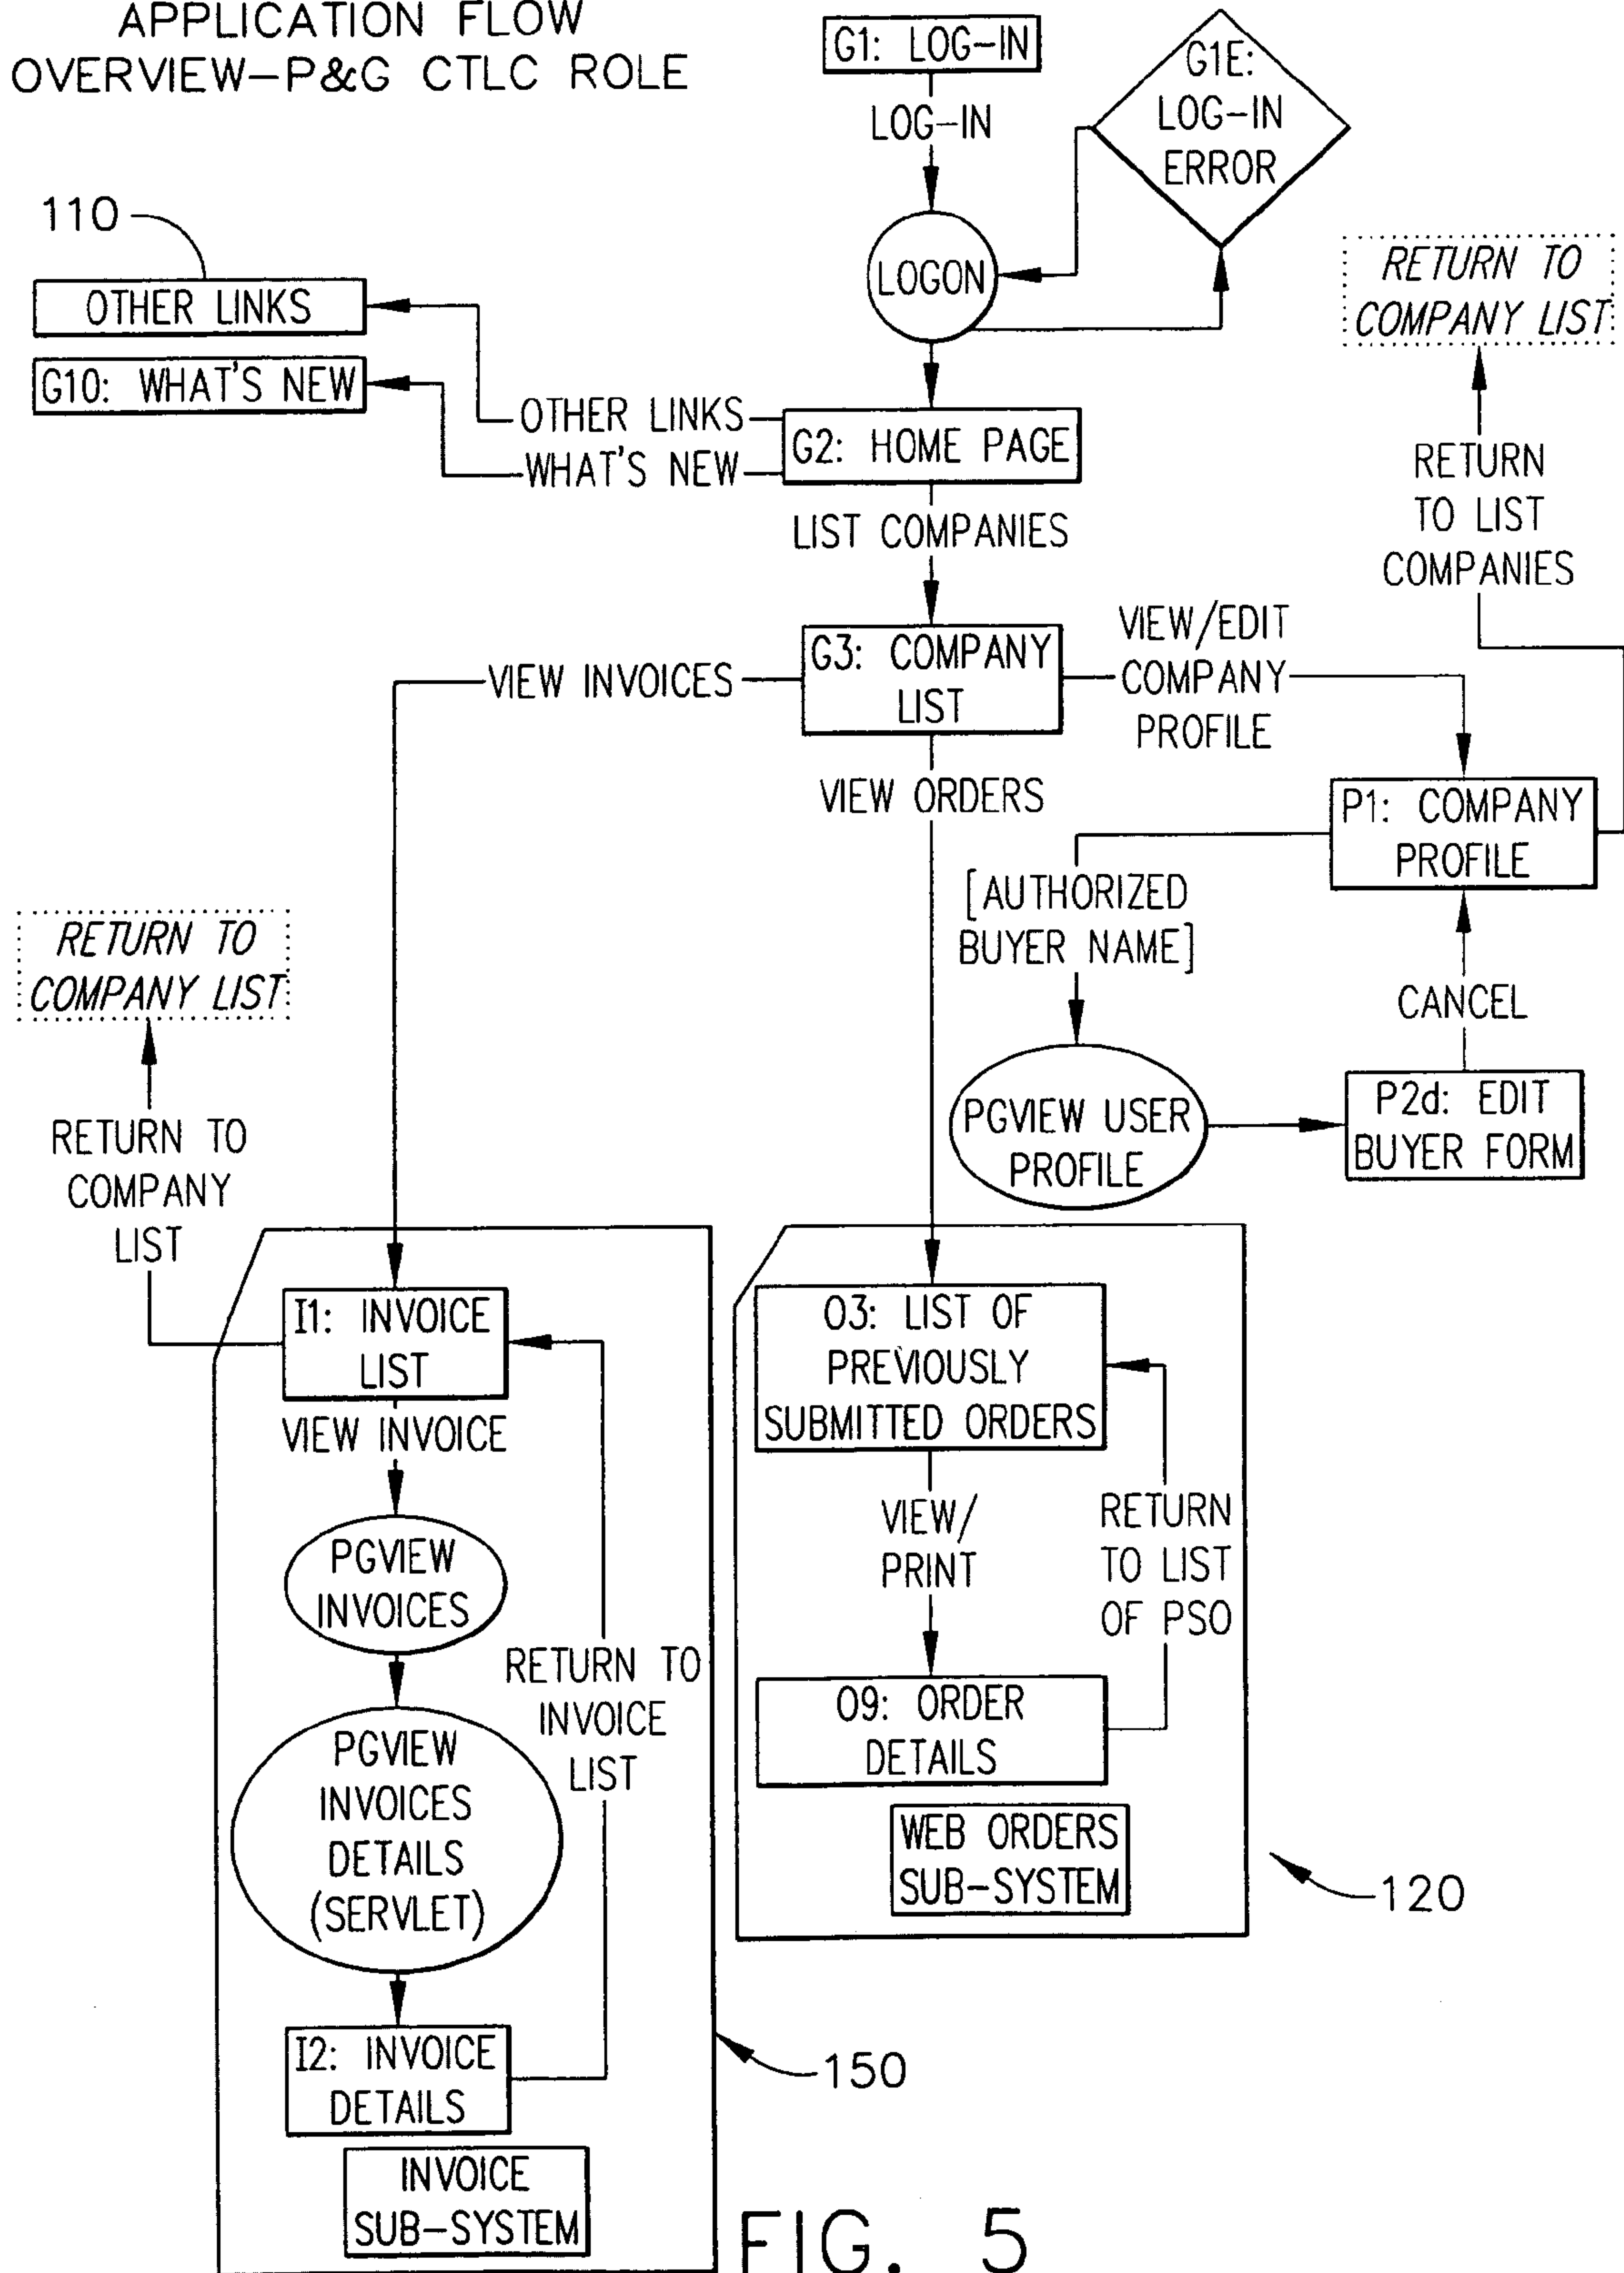 APPLICATION FLOW
OVERVIEW-P&G CTLC ROLE
G1: LOG-IN
LOG-IN
G1E:
LOG-IN
ERROR
LOGON
110
OTHER LINKS
G10: WHAT'S NEW
OTHER LINKS
WHAT'S NEW
G2: HOME PAGE
RETURN TO
COMPANY LIST
RETURN
TO LIST
COMPANIES
LIST COMPANIES
G3: COMPANY
LIST
VIEW INVOICES
VIEW/EDIT
COMPANY
PROFILE
VIEW ORDERS
P1: COMPANY
PROFILE
[AUTHORIZED
BUYER NAME]
CANCEL
PGVIEW USER
PROFILE
P2d: EDIT
BUYER FORM
RETURN TO
COMPANY LIST
RETURN TO
COMPANY
LIST
I1: INVOICE
LIST
VIEW INVOICE
PGVIEW
INVOICES
PGVIEW
INVOICES
DETAILS
(SERVLET)
RETURN TO
INVOICE
LIST
I2: INVOICE
DETAILS
INVOICE
SUB-SYSTEM
150
O3: LIST OF
PREVIOUSLY
SUBMITTED ORDERS
VIEW/
PRINT
RETURN
TO LIST
OF PSO
O9: ORDER
DETAILS
WEB ORDERS
SUB-SYSTEM
120
FIG. 5